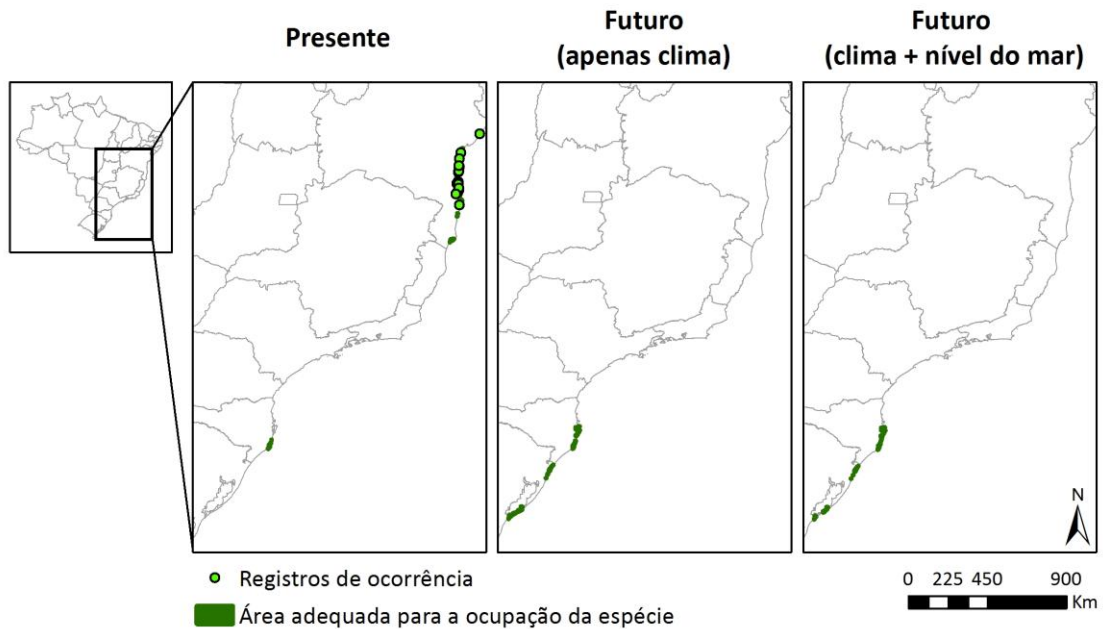 Presente
Futuro
(apenas clima)
Futuro
(clima + nível do mar)
N
Registros de ocorrência
Área adequada para a ocupação da espécie
0 225 450 900
Km